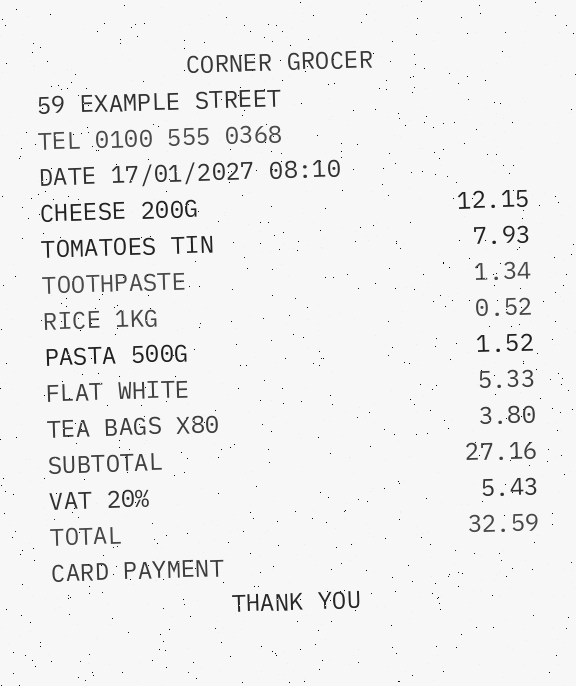 CORNER GROCER
59 EXAMPLE STREET
TEL 0100 555 0368
DATE 17/01/2027 08:10
CHEESE 200G 12.15
TOMATOES TIN 7.93
TOOTHPASTE 1.34
RICE 1KG 0.52
PASTA 500G 1.52
FLAT WHITE 5.33
TEA BAGS X80 3.80
SUBTOTAL 27.16
VAT 20% 5.43
TOTAL 32.59
CARD PAYMENT
THANK YOU